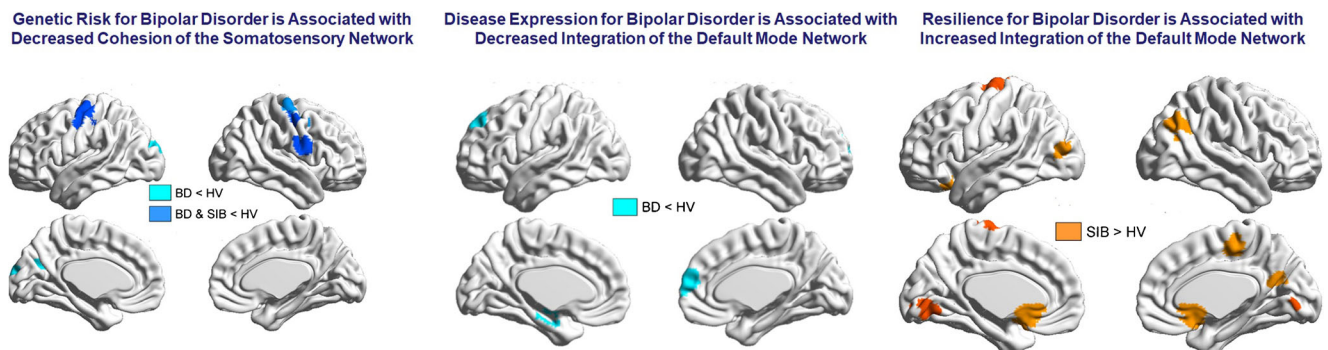 Genetic Risk for Bipolar Disorder is Associated with
Decreased Cohesion of the Somatosensory Network
BD < HV
BD & SIB < HV
Disease Expression for Bipolar Disorder is Associated with
Decreased Integration of the Default Mode Network
BD < HV
Resilience for Bipolar Disorder is Associated with
Increased Integration of the Default Mode Network
SIB > HV